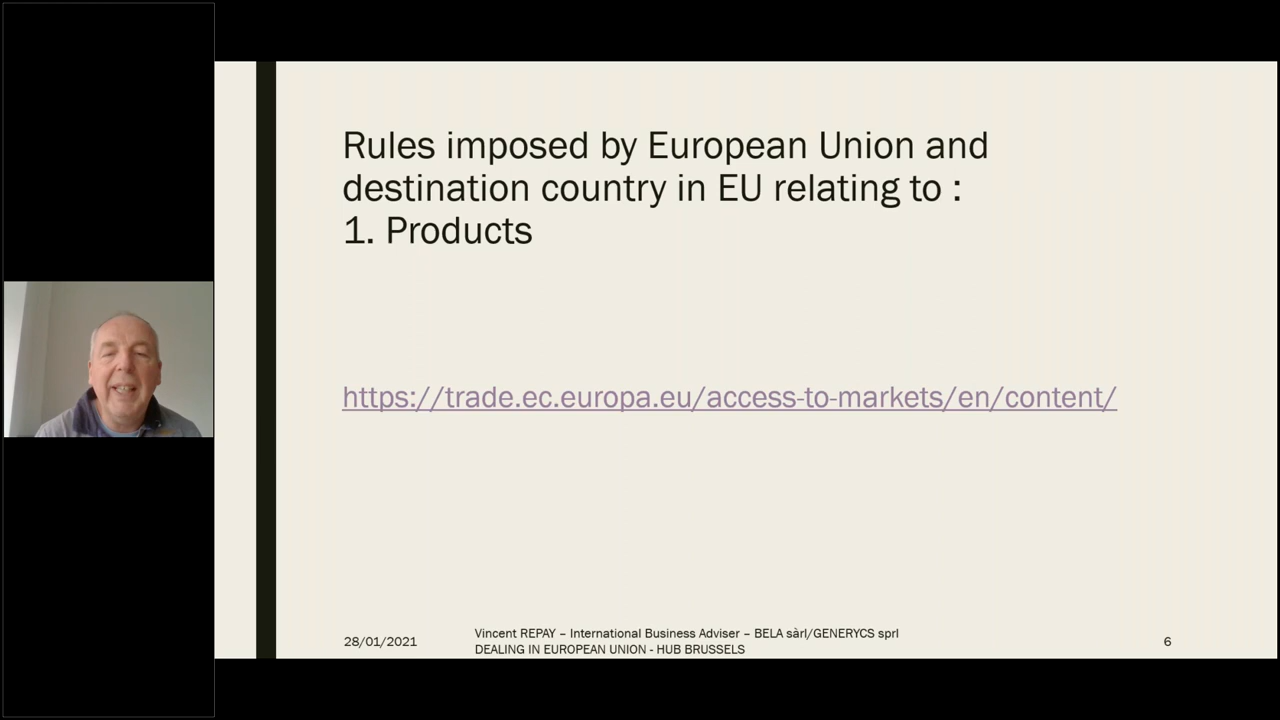 Rules imposed by European Union and
destination country in EU relating to :
1. Products
https://trade.ec.europa.eu/access-to-markets/en/content/
28/01/2021
Vincent REPAY – International Business Adviser – BELA sàrl/GENERYCS sprl
DEALING IN EUROPEAN UNION - HUB BRUSSELS
6